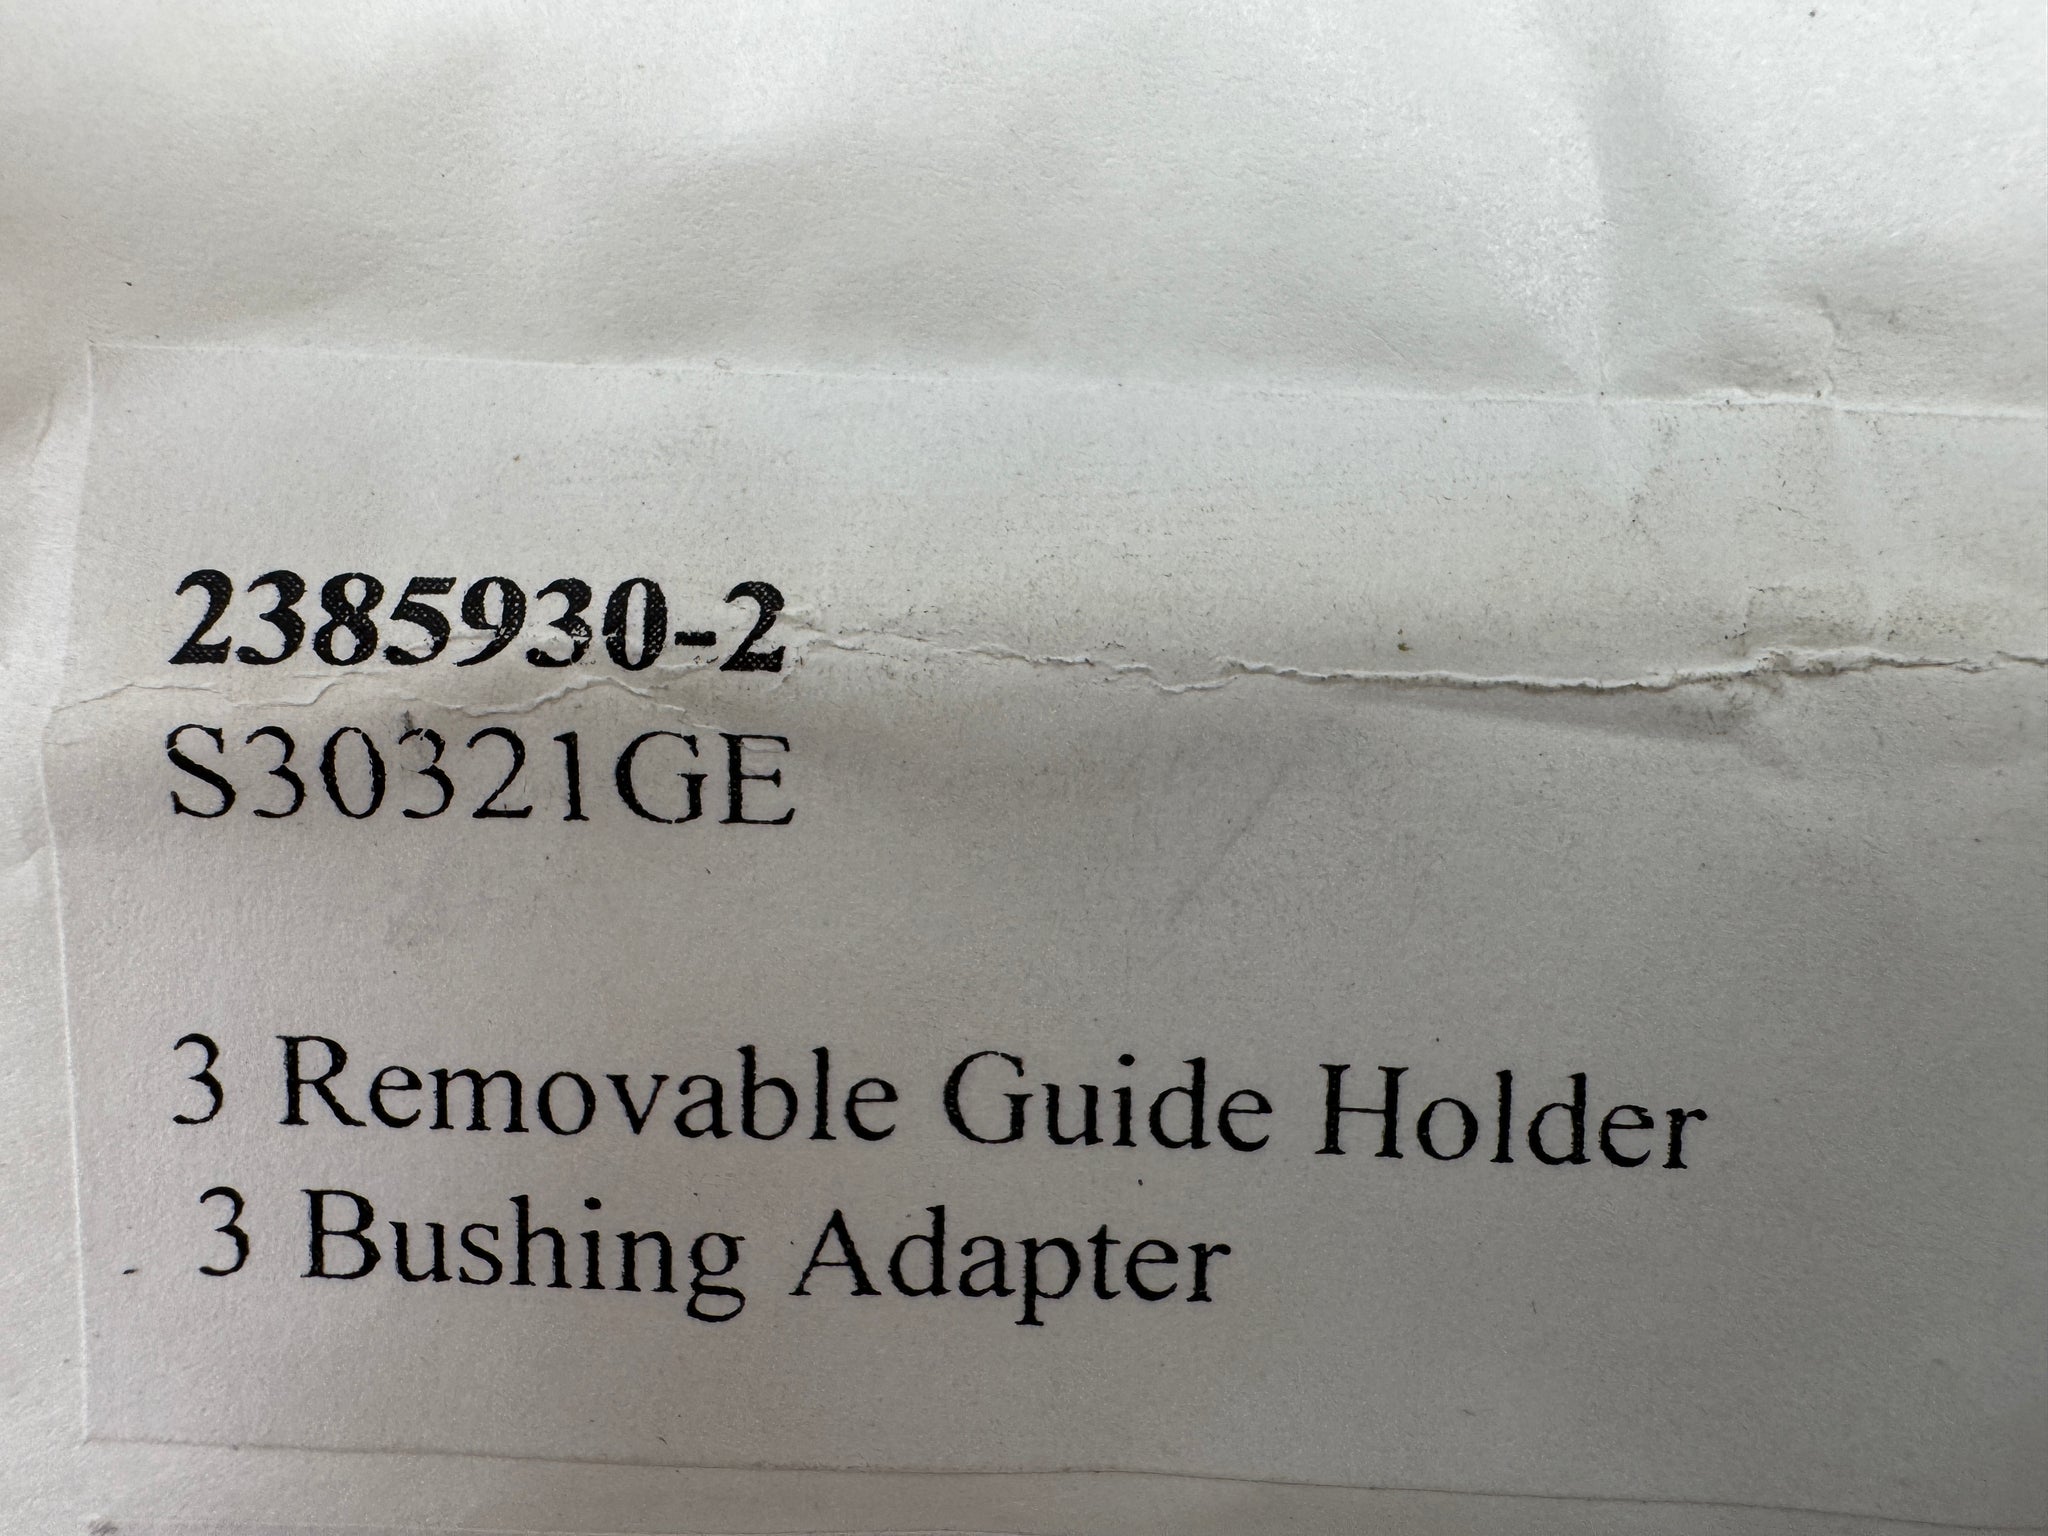 2385930-2
S30321GE
3 Removable Guide Holder
3 Bushing Adapter